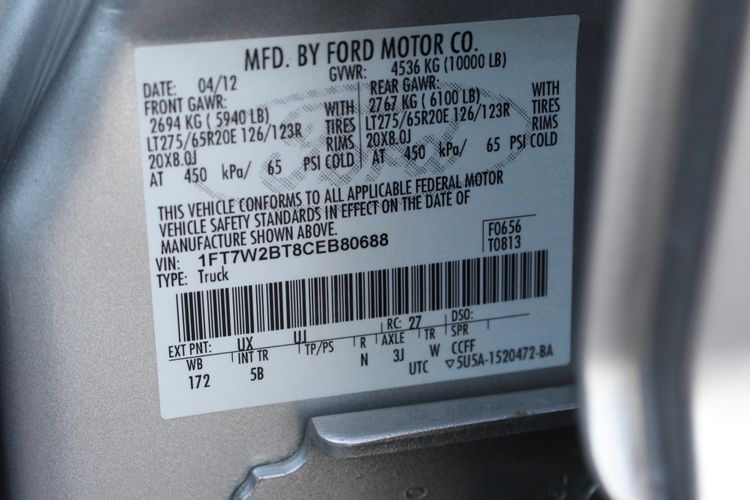 MFD. BY FORD MOTOR CO.
DATE: 04/12 GVWR: 4536 KG (10000 LB)
FRONT GAWR: REAR GAWR:
2694 KG ( 5940 LB) WITH 2767 KG ( 6100 LB) WITH
LT275/65R20E 126/123R TIRES LT275/65R20E 126/123R TIRES
20X8.0J RIMS 20X8.0J RIMS
AT 450 kPa/ 65 PSI COLD AT 450 kPa/ 65 PSI COLD
Ford
THIS VEHICLE CONFORMS TO ALL APPLICABLE FEDERAL MOTOR
VEHICLE SAFETY STANDARDS IN EFFECT ON THE DATE OF
MANUFACTURE SHOWN ABOVE.
VIN: 1FT7W2BT8CEB80688 F0656
TYPE: Truck T0813
EXT PNT: UX UJ RC: 27 DSO:
WB INT TR TP/PS R AXLE TR SPR
172 5B N 3J W CCFF
UTC ▽5U5A-1520472-BA